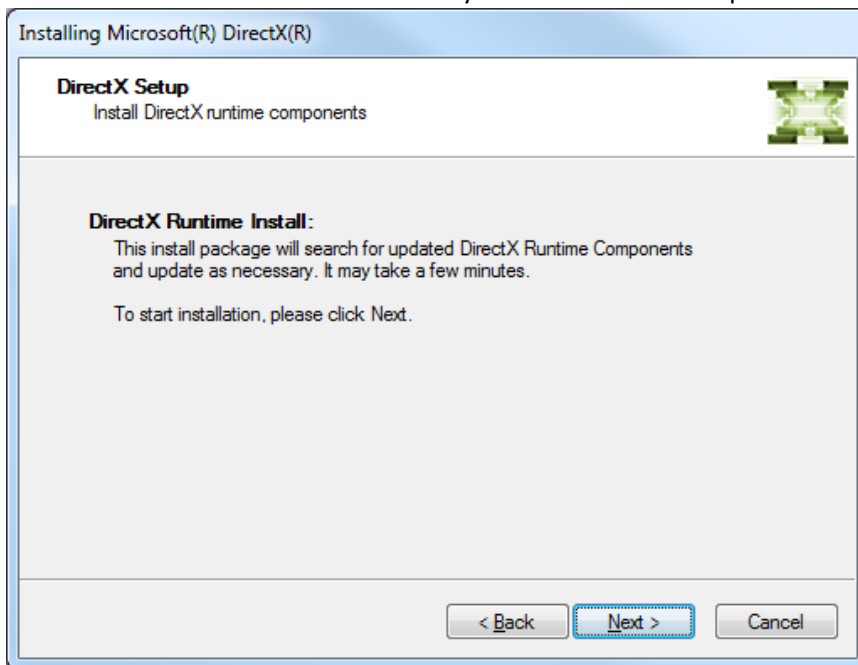 Installing Microsoft(R) DirectX(R)
DirectX Setup
Install DirectX runtime components
DirectX Runtime Install:
This install package will search for updated DirectX Runtime Components
and update as necessary. It may take a few minutes.
To start installation, please click Next.
< Back Next > Cancel